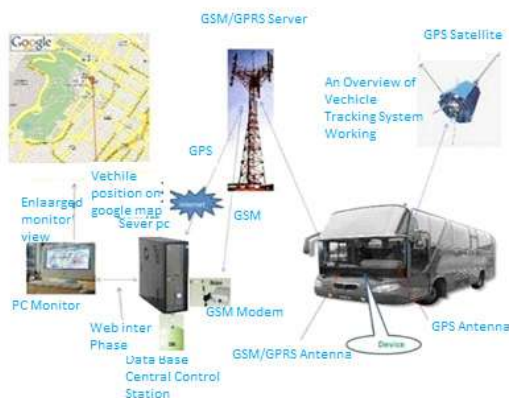 GSM/GPRS Server
GPS Satellite
Google
An Overview of
Vechicle
Tracking System
Working
GPS
Vethile
position on
google map
Internet
GSM
Enlaarged
monitor'
view
Sever pc
PC Monitor
GSM Modem
Web inter
Phase
GSM/GPRS Antenna
GPS Antenna
Device
Data Base
Central Control
Station